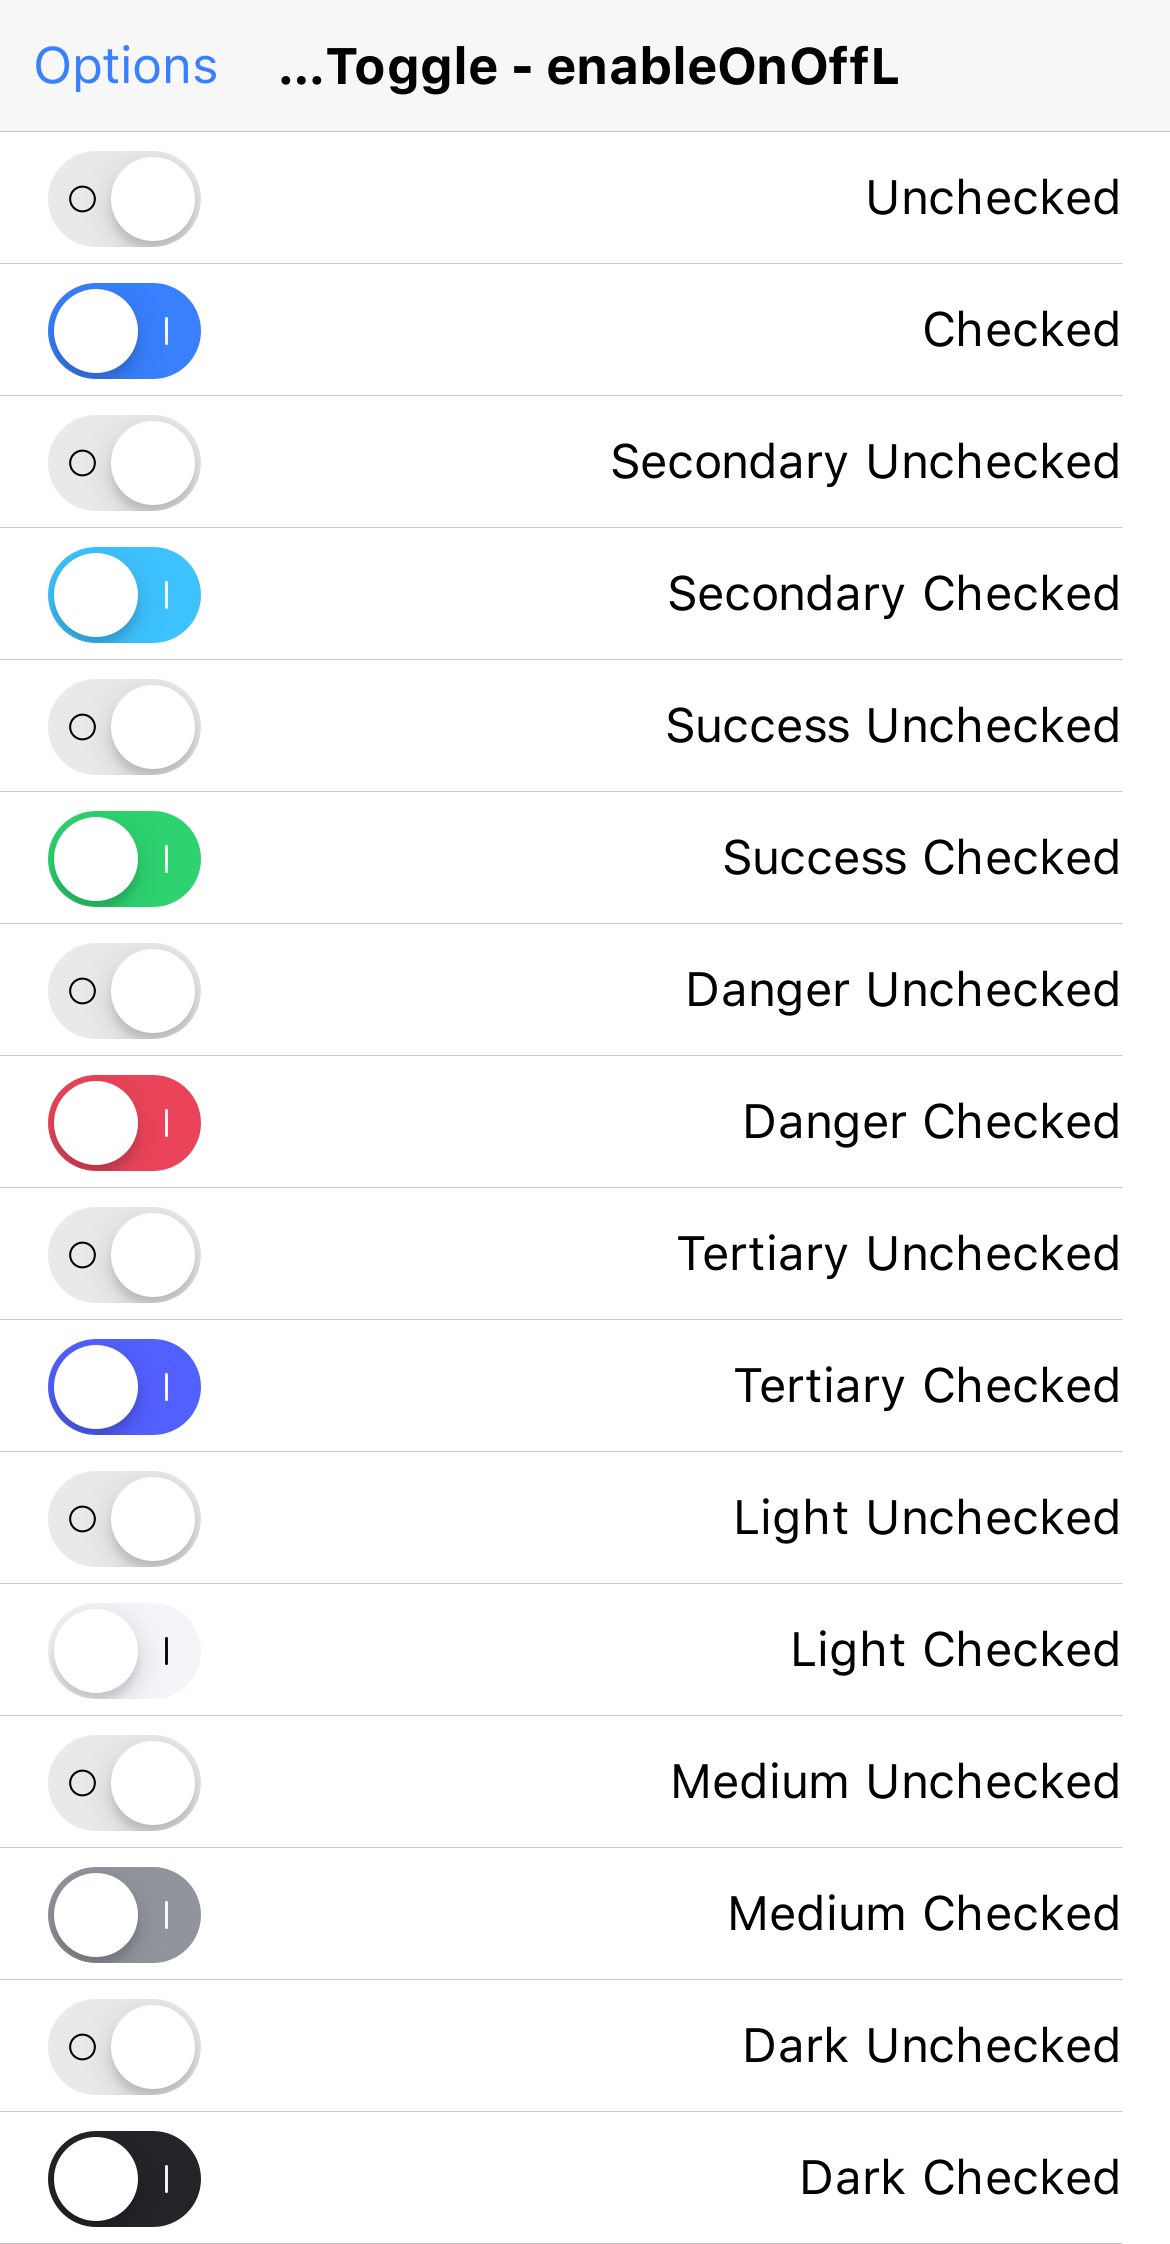 Options
...Toggle - enableOnOffL
Unchecked
Checked
Secondary Unchecked
Secondary Checked
Success Unchecked
Success Checked
Danger Unchecked
Danger Checked
Tertiary Unchecked
Tertiary Checked
Light Unchecked
Light Checked
Medium Unchecked
Medium Checked
Dark Unchecked
Dark Checked